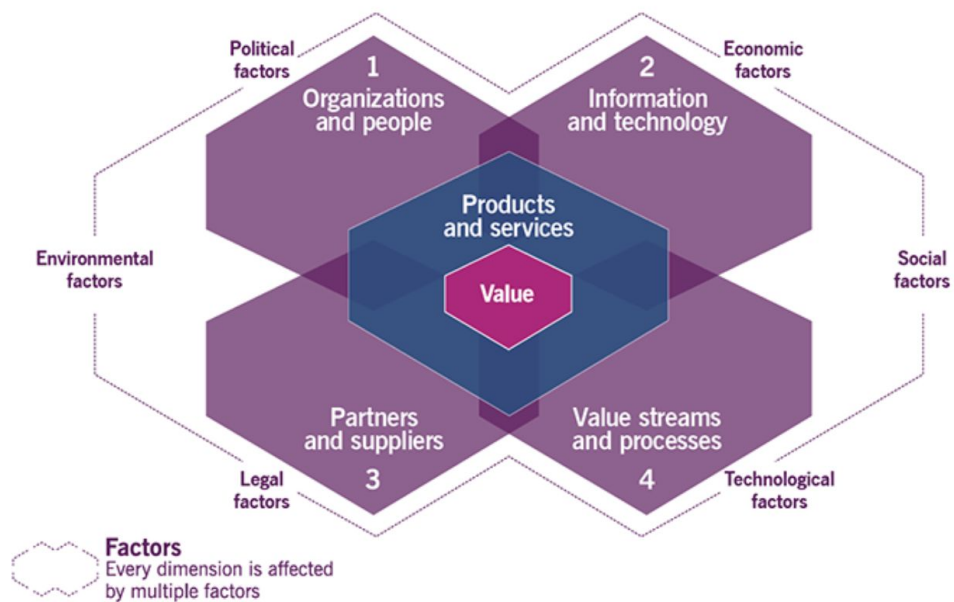 Political
factors
Economic
factors
1
Organizations
and people
2
Information
and technology
Products
and services
Environmental
factors
Value
Social
factors
Partners
and suppliers
3
Value streams
and processes
4
Legal
factors
Technological
factors
Factors
Every dimension is affected
by multiple factors